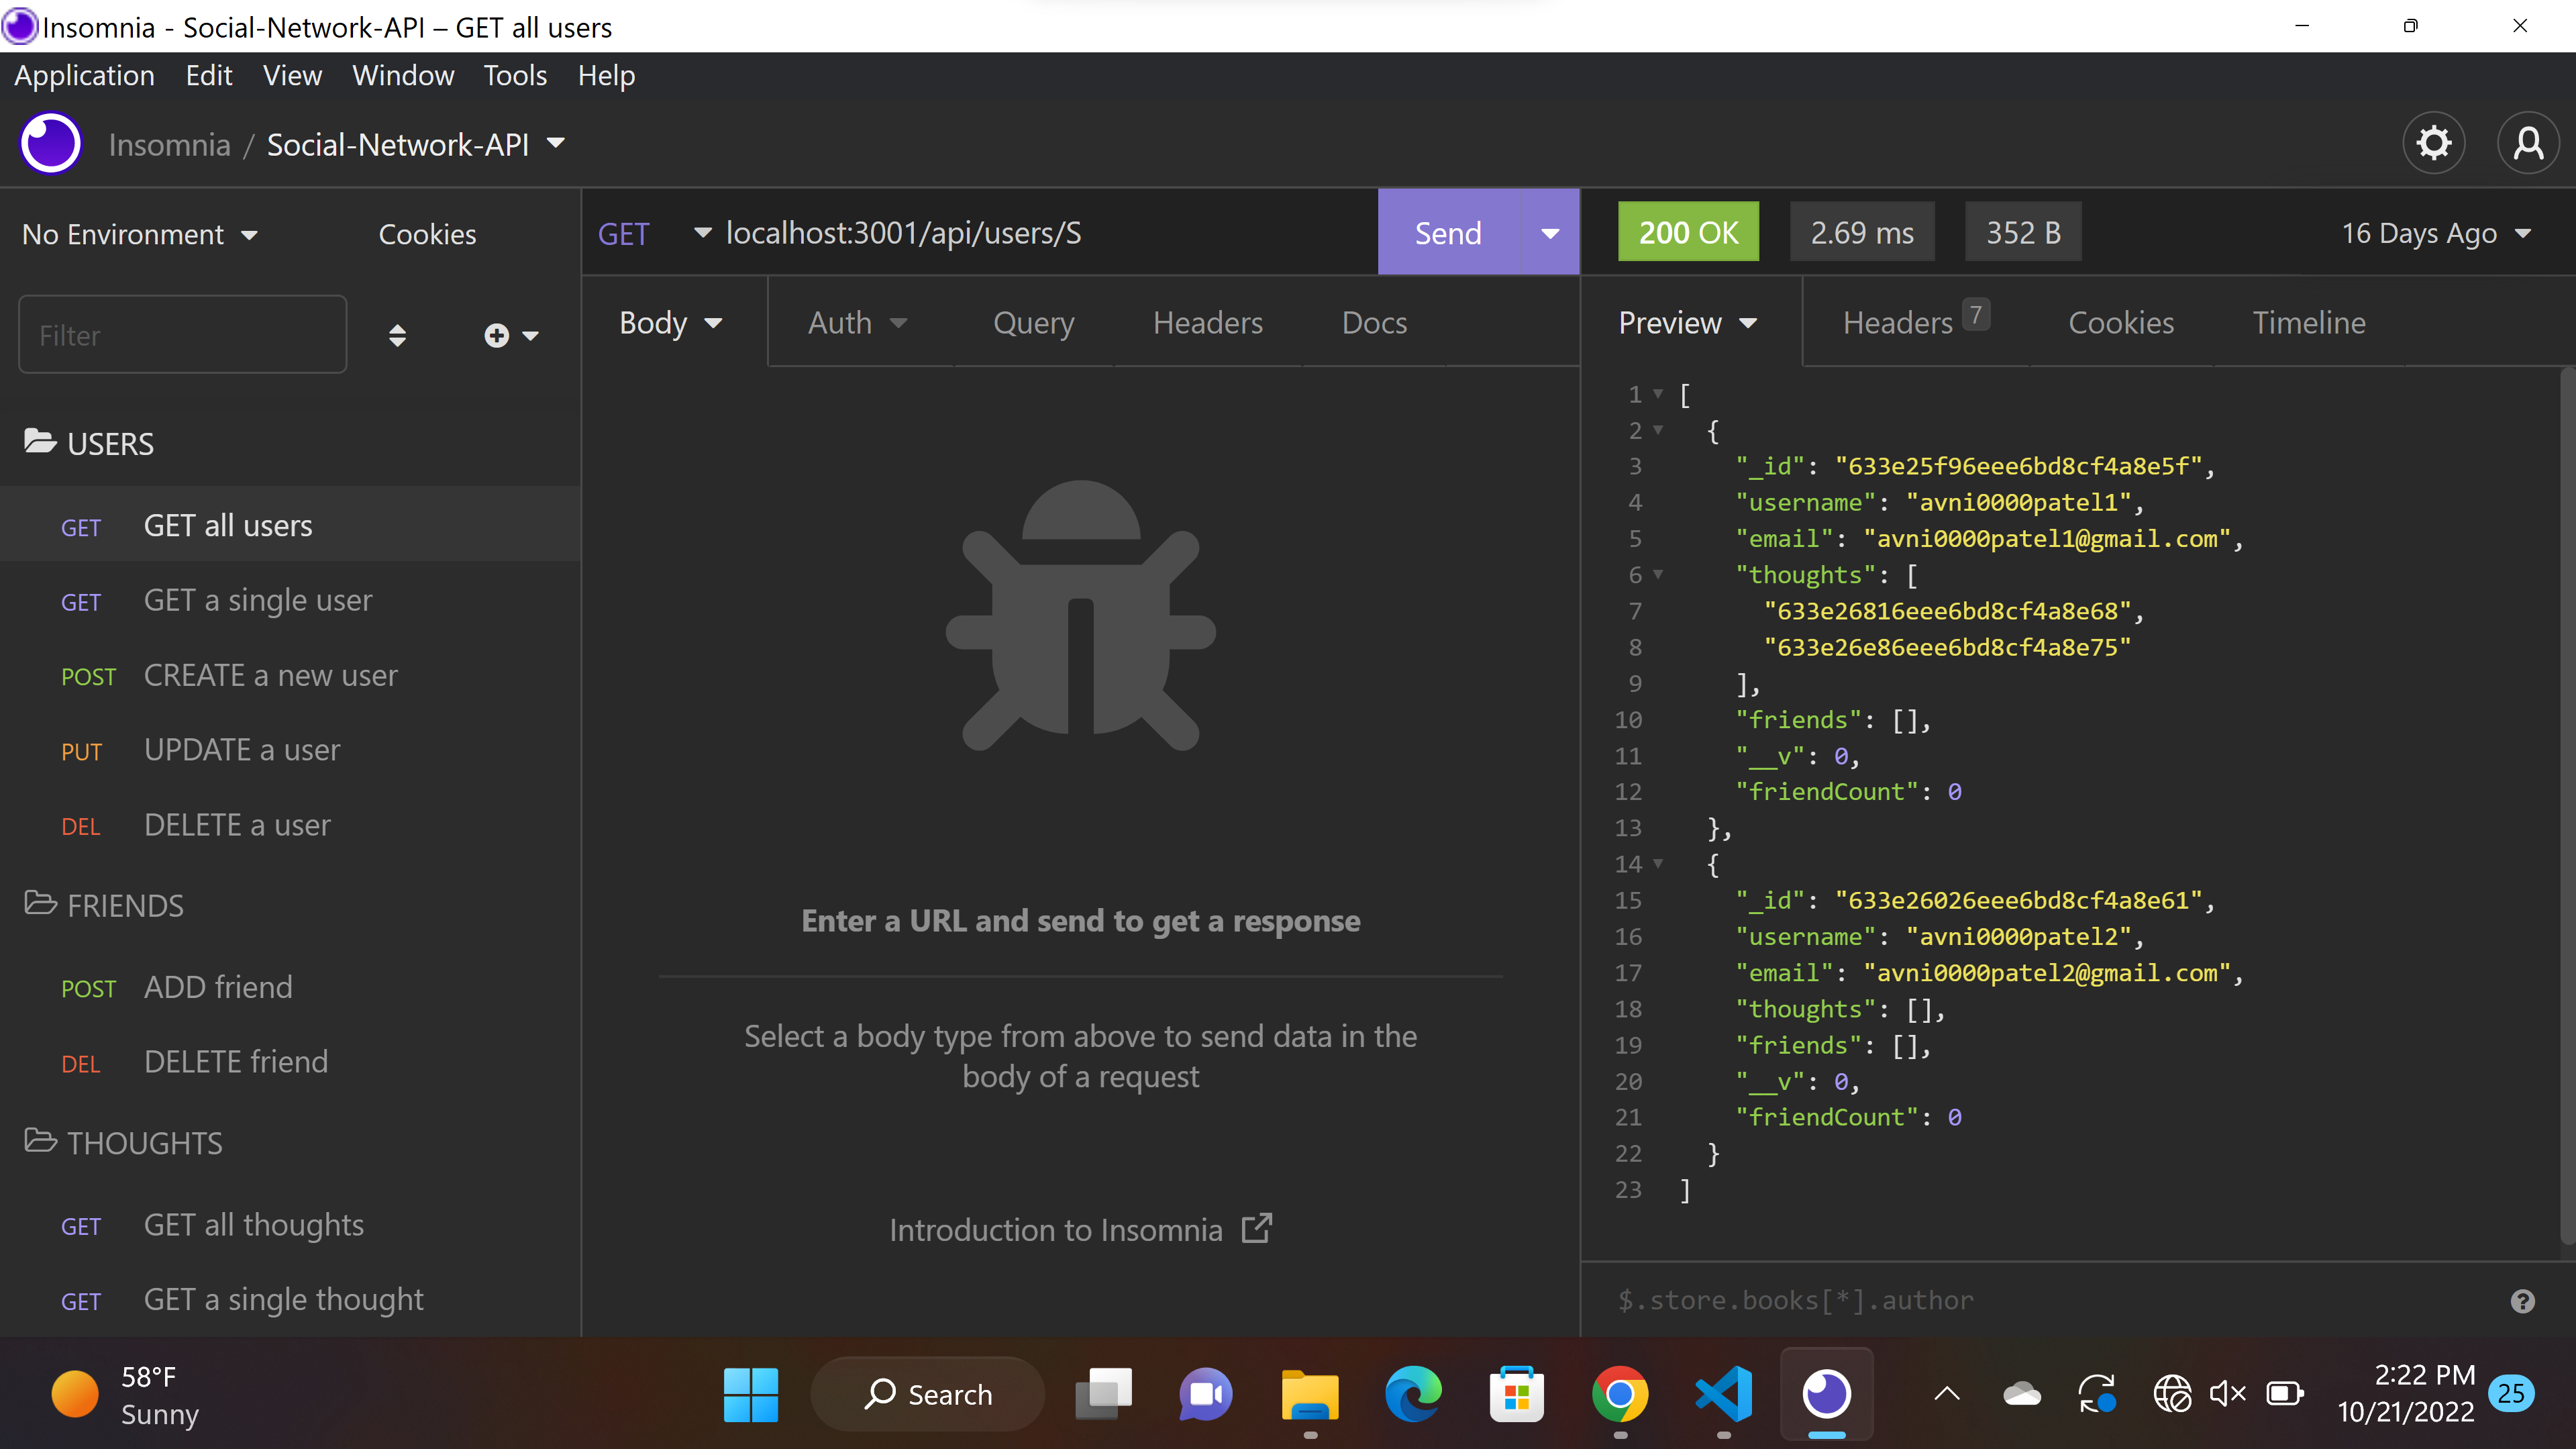 Insomnia - Social-Network-API – GET all users
Application Edit View Window Tools Help
Insomnia / Social-Network-API
No Environment Cookies
GET localhost:3001/api/users/S Send
200 OK 2.69 ms 352 B 16 Days Ago
Filter
Body Auth Query Headers Docs
Preview Headers 7 Cookies Timeline
USERS
GET GET all users
GET GET a single user
POST CREATE a new user
PUT UPDATE a user
DEL DELETE a user
FRIENDS
POST ADD friend
DEL DELETE friend
THOUGHTS
GET GET all thoughts
GET GET a single thought
Enter a URL and send to get a response
Select a body type from above to send data in the
body of a request
Introduction to Insomnia
1 [
2 {
3 "_id": "633e25f96eee6bd8cf4a8e5f",
4 "username": "avni0000patel1",
5 "email": "avni0000patel1@gmail.com",
6 "thoughts": [
7 "633e26816eee6bd8cf4a8e68",
8 "633e26e86eee6bd8cf4a8e75"
9 ],
10 "friends": [],
11 "__v": 0,
12 "friendCount": 0
13 },
14 {
15 "_id": "633e26026eee6bd8cf4a8e61",
16 "username": "avni0000patel2",
17 "email": "avni0000patel2@gmail.com",
18 "thoughts": [],
19 "friends": [],
20 "__v": 0,
21 "friendCount": 0
22 }
23 ]
$.store.books[*].author
58°F
Sunny
Search
2:22 PM
10/21/2022
25